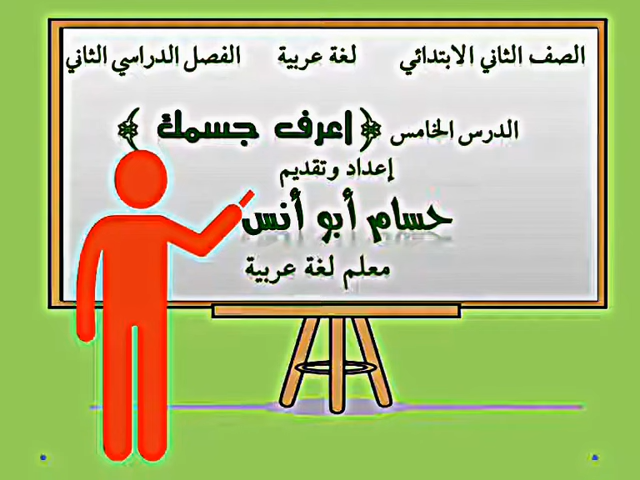 الصف الثاني الابتدائي لغة عربية الفصل الدراسي الثاني
الدرس الخامس ﴿ اعرف جسمك ﴾
إعداد وتقديم
حسام أبو أنس
معلم لغة عربية